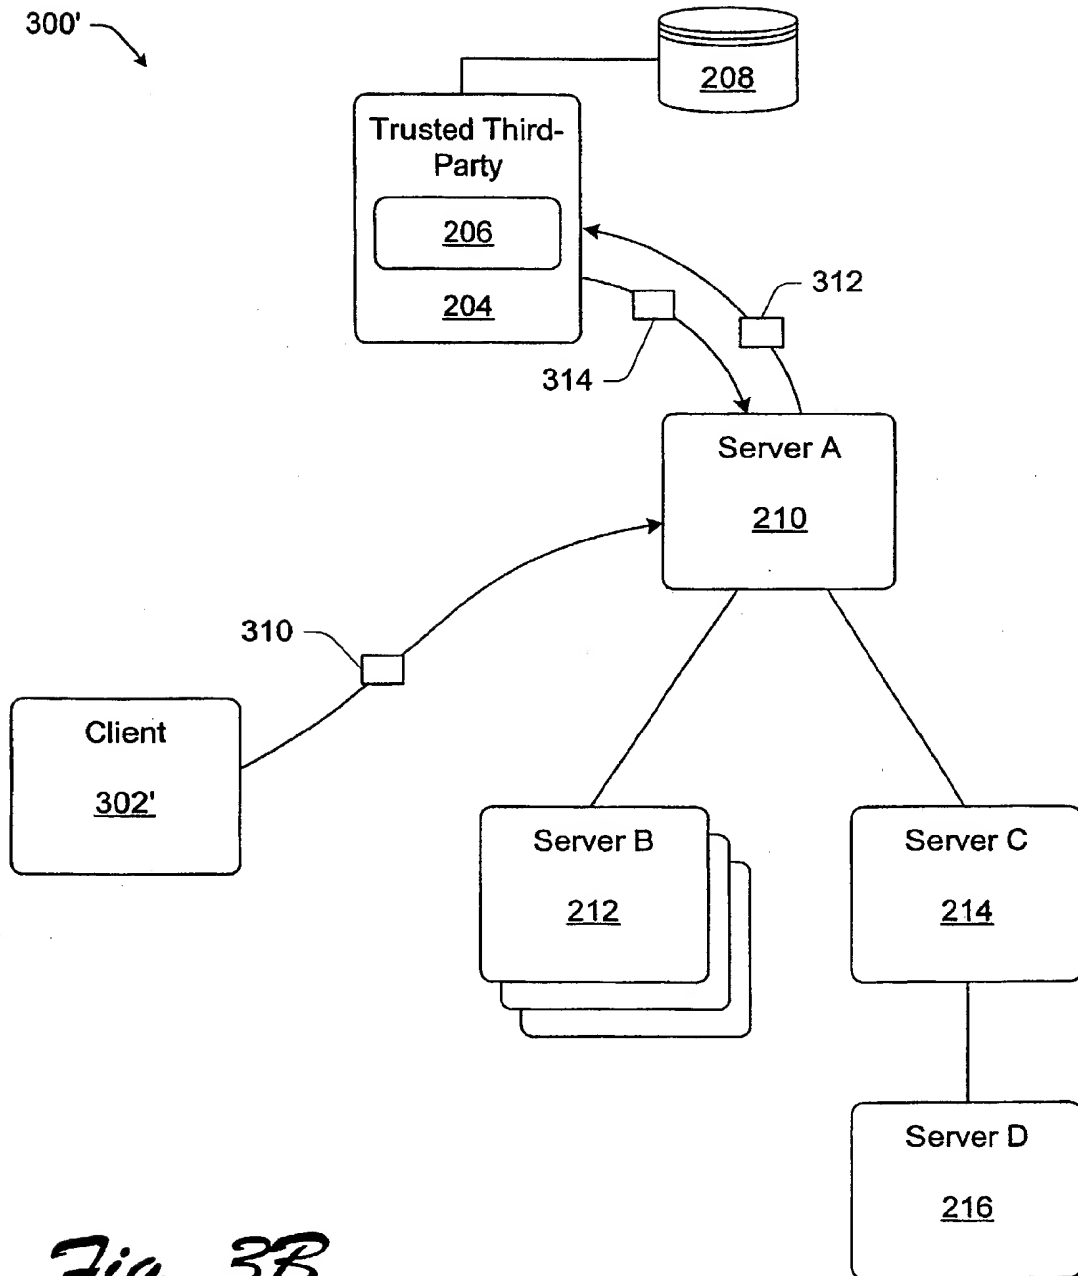 300'
208
Trusted Third-
Party
206
204
312
314
Server A
210
310
Client
302'
Server B
212
Server C
214
Server D
216
Fig. 3B